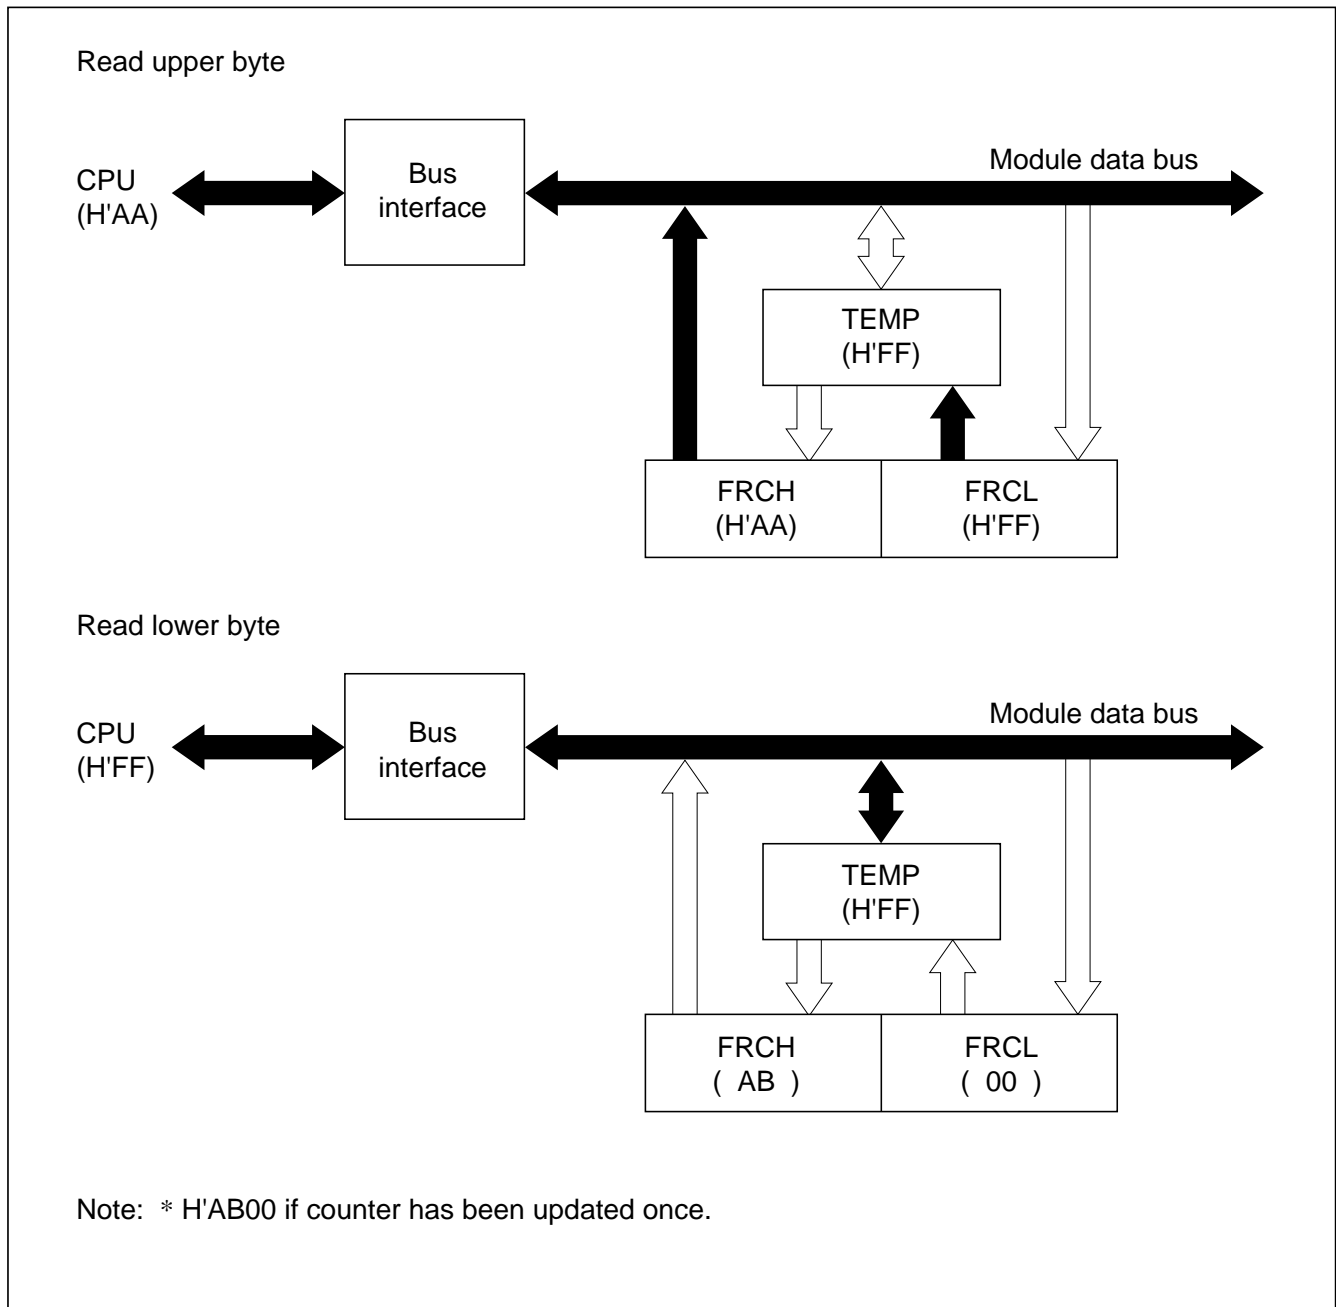 Read upper byte
CPU
(H'AA)
Bus
interface
Module data bus
TEMP
(H'FF)
FRCH
(H'AA)
FRCL
(H'FF)
Read lower byte
CPU
(H'FF)
Bus
interface
Module data bus
TEMP
(H'FF)
FRCH
( AB )
FRCL
( 00 )
Note: * H'AB00 if counter has been updated once.